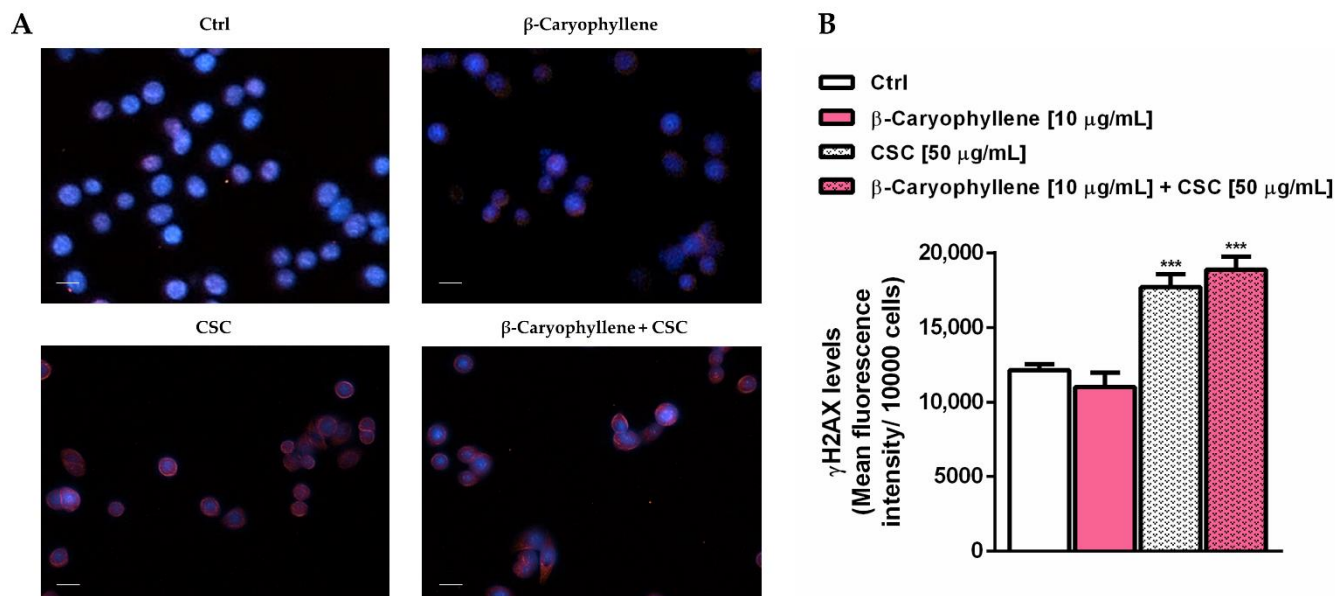 A
Ctrl
β-Caryophyllene
CSC
β-Caryophyllene + CSC
B
Ctrl
β-Caryophyllene [10 μg/mL]
CSC [50 μg/mL]
β-Caryophyllene [10 μg/mL] + CSC [50 μg/mL]
γH2AX levels
(Mean fluorescence
intensity/ 10000 cells)
20,000
15,000
10,000
5000
0
***
***